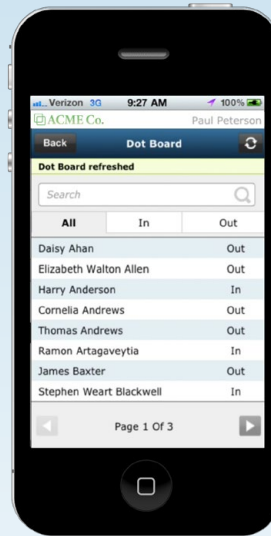 Verizon 3G 9:27 AM 100%
ACME Co. Paul Peterson
Back Dot Board
Dot Board refreshed
Search
All In Out
Daisy Ahan Out
Elizabeth Walton Allen Out
Harry Anderson In
Cornelia Andrews Out
Thomas Andrews Out
Ramon Artagaveytia In
James Baxter Out
Stephen Weart Blackwell In
Page 1 Of 3